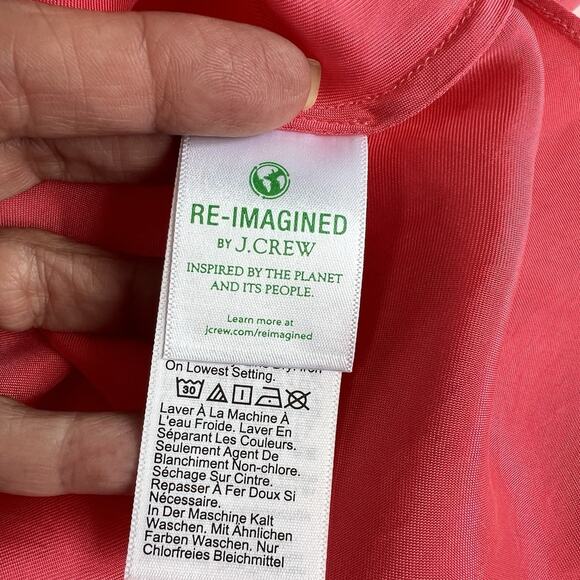 RE-IMAGINED
BY J.CREW
INSPIRED BY THE PLANET
AND ITS PEOPLE.
Learn more at
jcrew.com/reimagined
On Lowest Setting.
30
Laver À La Machine À
L'eau Froide. Laver En
Séparant Les Couleurs.
Seulement Agent De
Blanchiment Non-chlore.
Séchage Sur Cintre.
Repasser À Fer Doux Si
Nécessaire.
In Der Maschine Kalt
Waschen. Mit Ähnlichen
Farben Waschen. Nur
Chlorfreies Bleichmittel